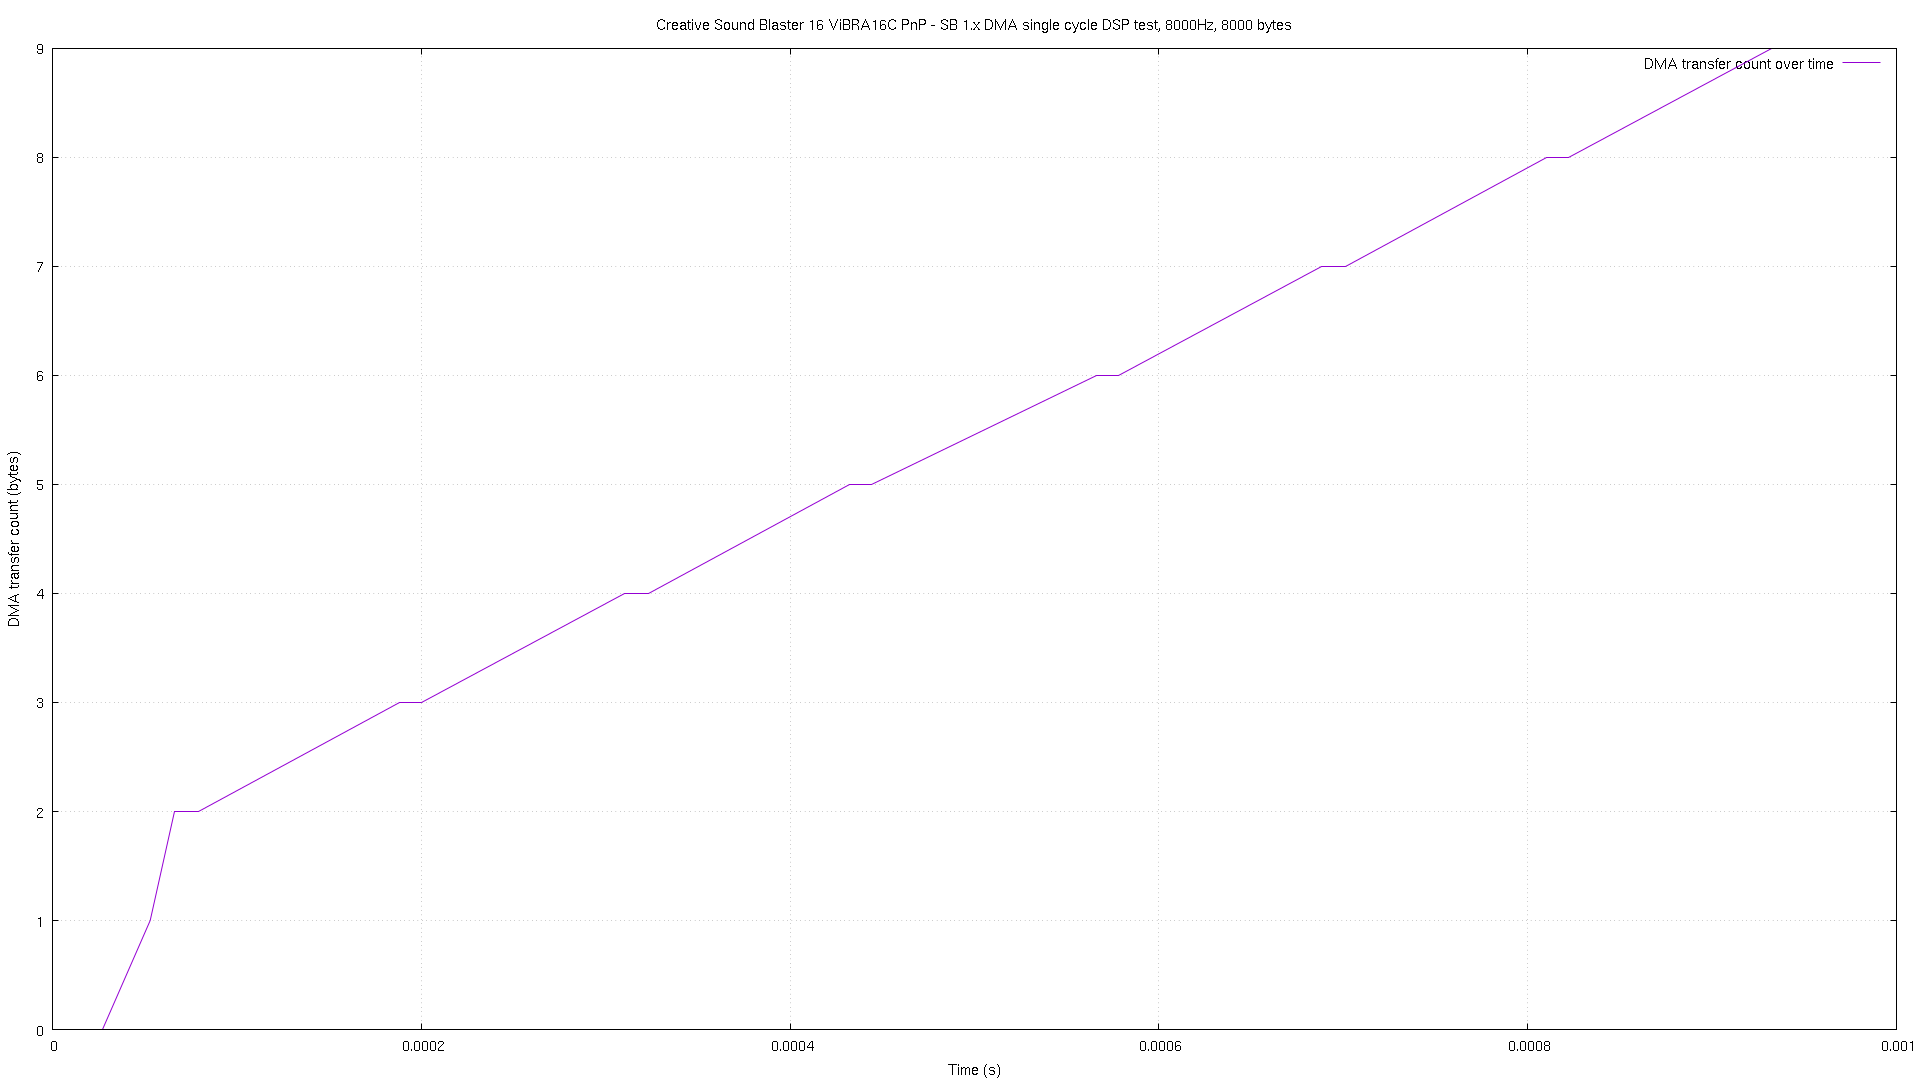 Creative Sound Blaster 16 ViBRA16C PnP - SB 1.x DMA single cycle DSP test, 8000Hz, 8000 bytes
DMA transfer count over time
9
8
7
6
5
4
3
2
1
0
DMA transfer count (bytes)
0 0.0002 0.0004 0.0006 0.0008 0.001
Time (s)